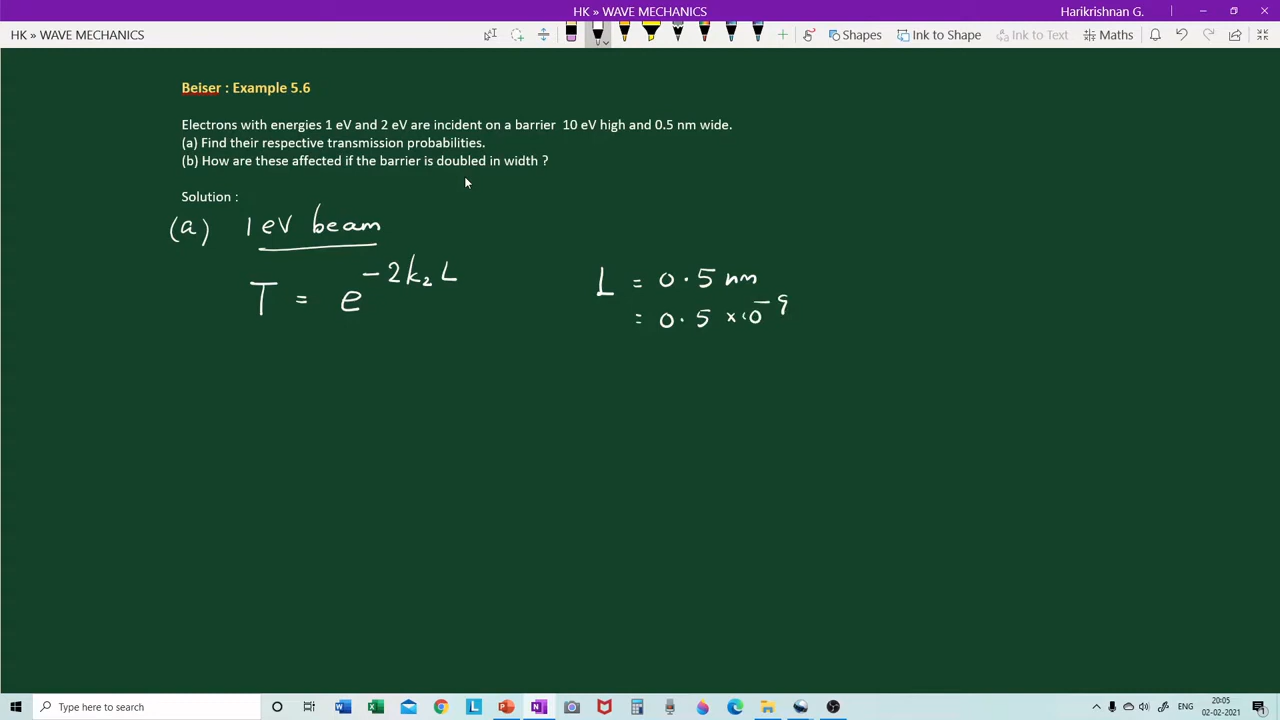 HK » WAVE MECHANICS
Harikrishnan G.
HK » WAVE MECHANICS
Shapes
Ink to Shape
Ink to Text
Maths
Beiser : Example 5.6
Electrons with energies 1 eV and 2 eV are incident on a barrier 10 eV high and 0.5 nm wide.
(a) Find their respective transmission probabilities.
(b) How are these affected if the barrier is doubled in width ?
Solution :
(a) 1 eV beam
T = e^{-2k₂L}
L = 0.5 nm
= 0.5 × 10^{-9}
Type here to search
ENG
20:05
02-02-2021